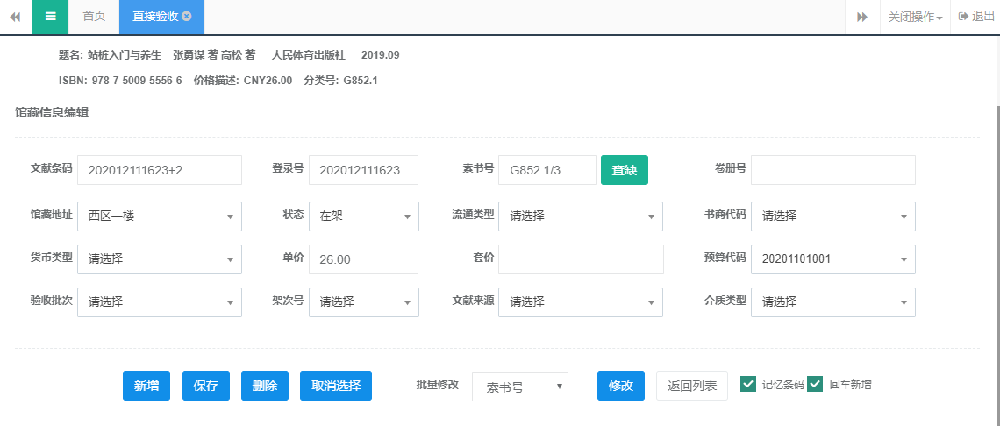 首页 直接验收 关闭操作 退出
题名: 站桩入门与养生 张勇谋 著 高松 著 人民体育出版社 2019.09
ISBN: 978-7-5009-5556-6 价格描述: CNY26.00 分类号: G852.1
馆藏信息编辑
文献条码 202012111623+2 登录号 202012111623 索书号 G852.1/3 查缺 卷册号
馆藏地址 西区一楼 状态 在架 流通类型 请选择 书商代码 请选择
货币类型 请选择 单价 26.00 套价 预算代码 20201101001
验收批次 请选择 架次号 请选择 文献来源 请选择 介质类型 请选择
新增 保存 删除 取消选择 批量修改 索书号 修改 返回列表 记忆条码 回车新增